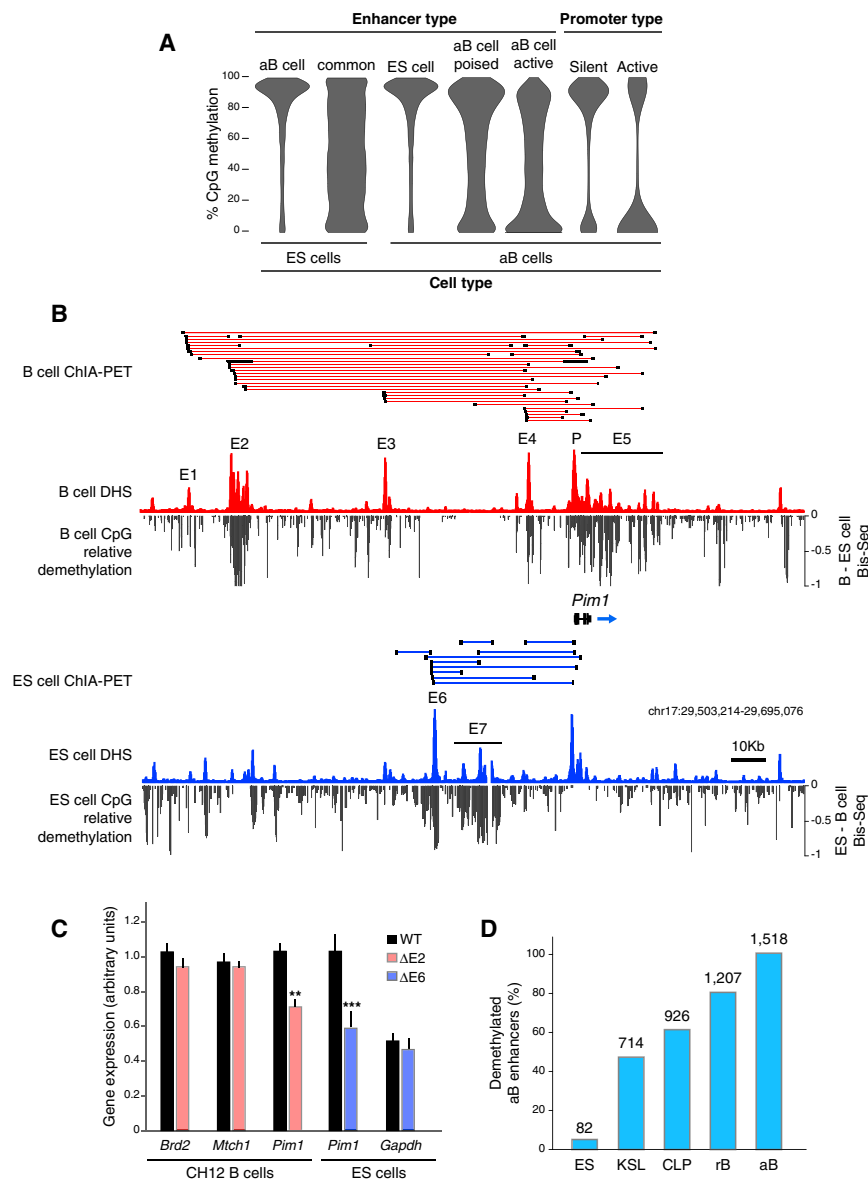 A
Enhancer type
Promoter type
aB cell
common
ES cell
aB cell
poised
aB cell
active
Silent
Active
% CpG methylation
100
80
60
40
20
0
ES cells
aB cells
Cell type
B
B cell ChIA-PET
E1
E2
E3
E4
P
E5
B cell DHS
B cell CpG
relative
demethylation
0
-0.5
-1
B - ES cell
Bis-Seq
Pim1
ES cell ChIA-PET
E6
E7
chr17:29,503,214-29,695,076
10Kb
ES cell DHS
ES cell CpG
relative
demethylation
0
-0.5
-1
ES - B cell
Bis-Seq
C
Gene expression (arbitrary units)
1.2
1.0
0.8
0.6
0.4
0.2
0
WT
ΔE2
ΔE6
**
***
Brd2
Mtch1
Pim1
Pim1
Gapdh
CH12 B cells
ES cells
D
Demethylated
aB enhancers (%)
100
80
60
40
20
0
82
714
926
1,207
1,518
ES
KSL
CLP
rB
aB